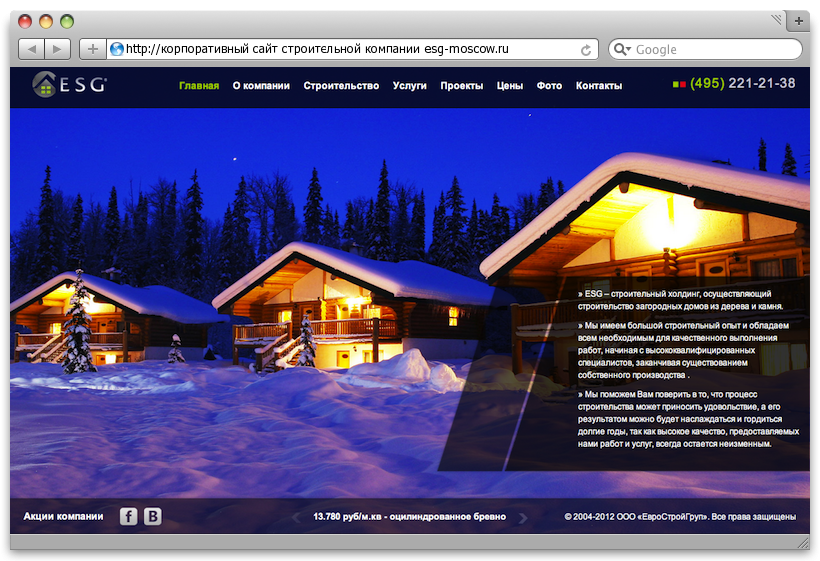 http://корпоративный сайт строительной компании esg-moscow.ru
Google
ESG
Главная О компании Строительство Услуги Проекты Цены Фото Контакты
(495) 221-21-38
» ESG – строительный холдинг, осуществляющий
строительство загородных домов из дерева и камня.
» Мы имеем большой строительный опыт и обладаем
всем необходимым для качественного выполнения
работ, начиная с высококвалифицированных
специалистов, заканчивая существованием
собственного производства .
» Мы поможем Вам поверить в то, что процесс
строительства может приносить удовольствие, а его
результатом можно будет наслаждаться и гордиться
долгие годы, так как высокое качество, предоставляемых
нами работ и услуг, всегда остается неизменным.
Акции компании
f
B
13.780 руб/м.кв - оцилиндрованное бревно
© 2004-2012 ООО «ЕвроСтройГруп». Все права защищены